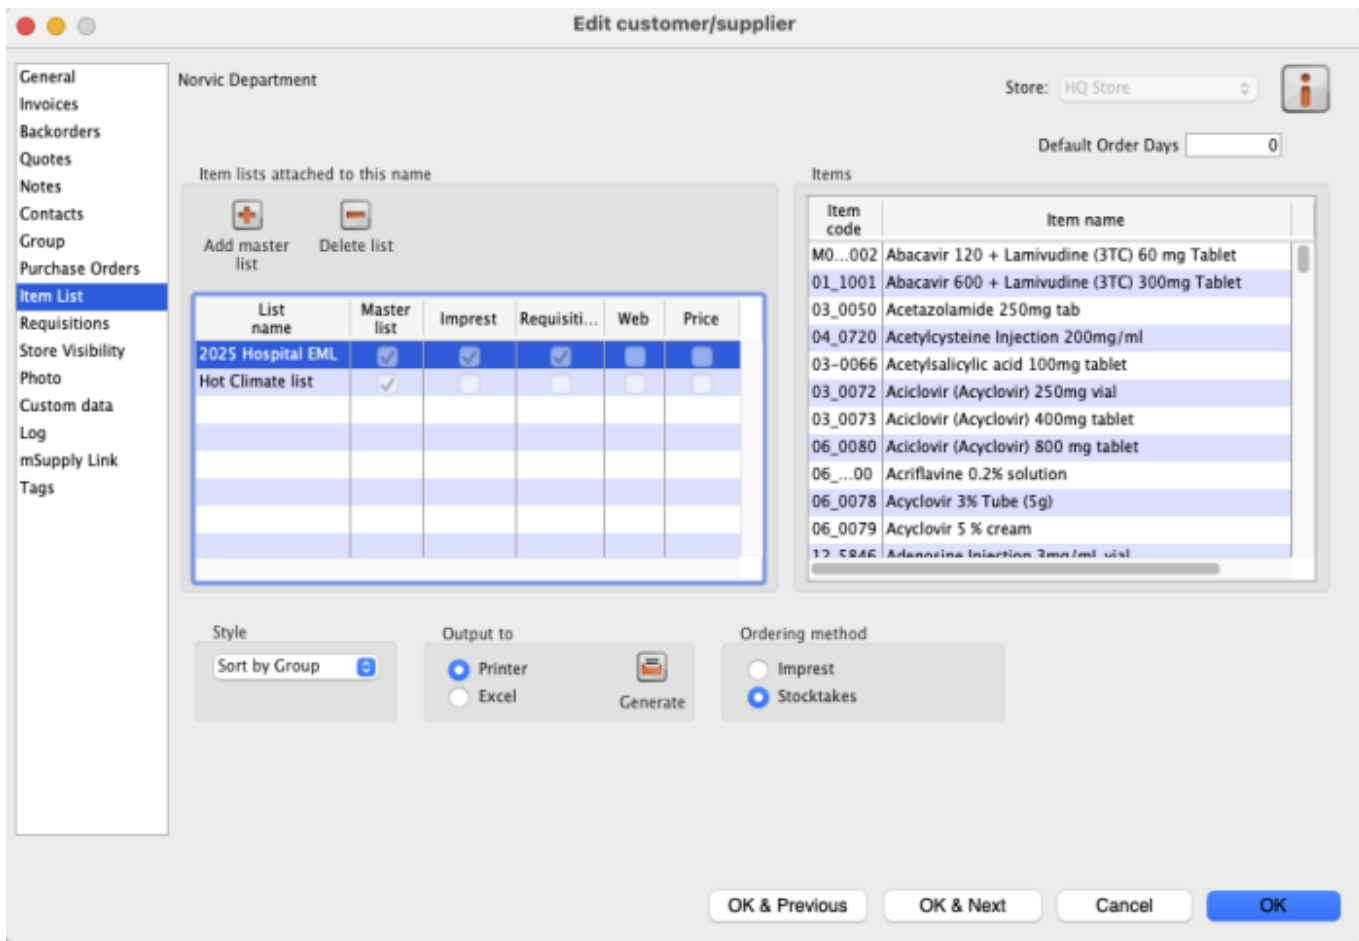 Edit customer/supplier
General
Invoices
Backorders
Quotes
Notes
Contacts
Group
Purchase Orders
Item List
Requisitions
Store Visibility
Photo
Custom data
Log
mSupply Link
Tags
Norvic Department
Store: HQ Store
Default Order Days 0
Item lists attached to this name
Add master list
Delete list
List name Master list Imprest Requisiti... Web Price
2025 Hospital EML
Hot Climate list
Items
Item code Item name
M0...002 Abacavir 120 + Lamivudine (3TC) 60 mg Tablet
01_1001 Abacavir 600 + Lamivudine (3TC) 300mg Tablet
03_0050 Acetazolamide 250mg tab
04_0720 Acetylcysteine Injection 200mg/ml
03-0066 Acetylsalicylic acid 100mg tablet
03_0072 Aciclovir (Acyclovir) 250mg vial
03_0073 Aciclovir (Acyclovir) 400mg tablet
06_0080 Aciclovir (Acyclovir) 800 mg tablet
06_...00 Acriflavine 0.2% solution
06_0078 Acyclovir 3% Tube (5g)
06_0079 Acyclovir 5 % cream
12_5846 Adenosine Injection 3mg/mL vial
Style
Sort by Group
Output to
Printer
Excel
Generate
Ordering method
Imprest
Stocktakes
OK & Previous
OK & Next
Cancel
OK